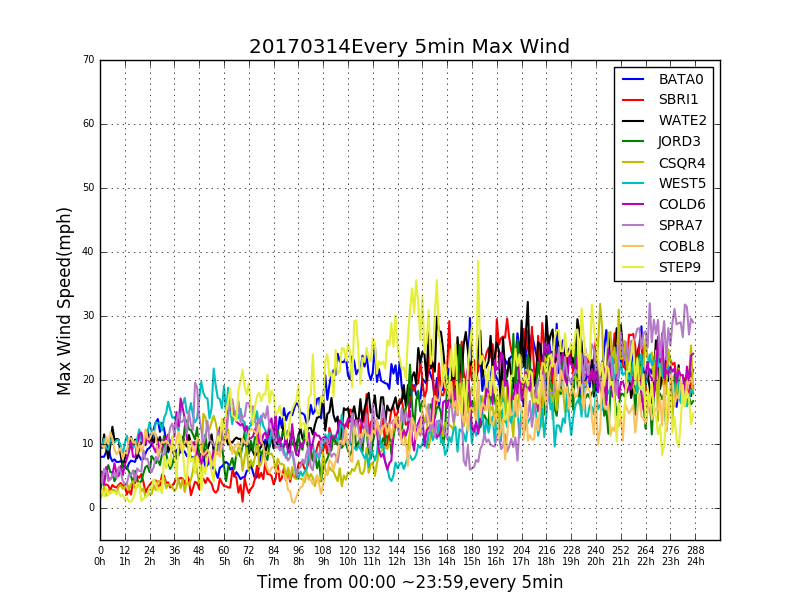 20170314Every 5min Max Wind
70
60
50
40
30
20
10
0
Max Wind Speed(mph)
BATA0
SBRI1
WATE2
JORD3
CSQR4
WEST5
COLD6
SPRA7
COBL8
STEP9
0 12 24 36 48 60 72 84 96 108 120 132 144 156 168 180 192 204 216 228 240 252 264 276 288
0h 1h 2h 3h 4h 5h 6h 7h 8h 9h 10h 11h 12h 13h 14h 15h 16h 17h 18h 19h 20h 21h 22h 23h 24h
Time from 00:00 ~23:59,every 5min